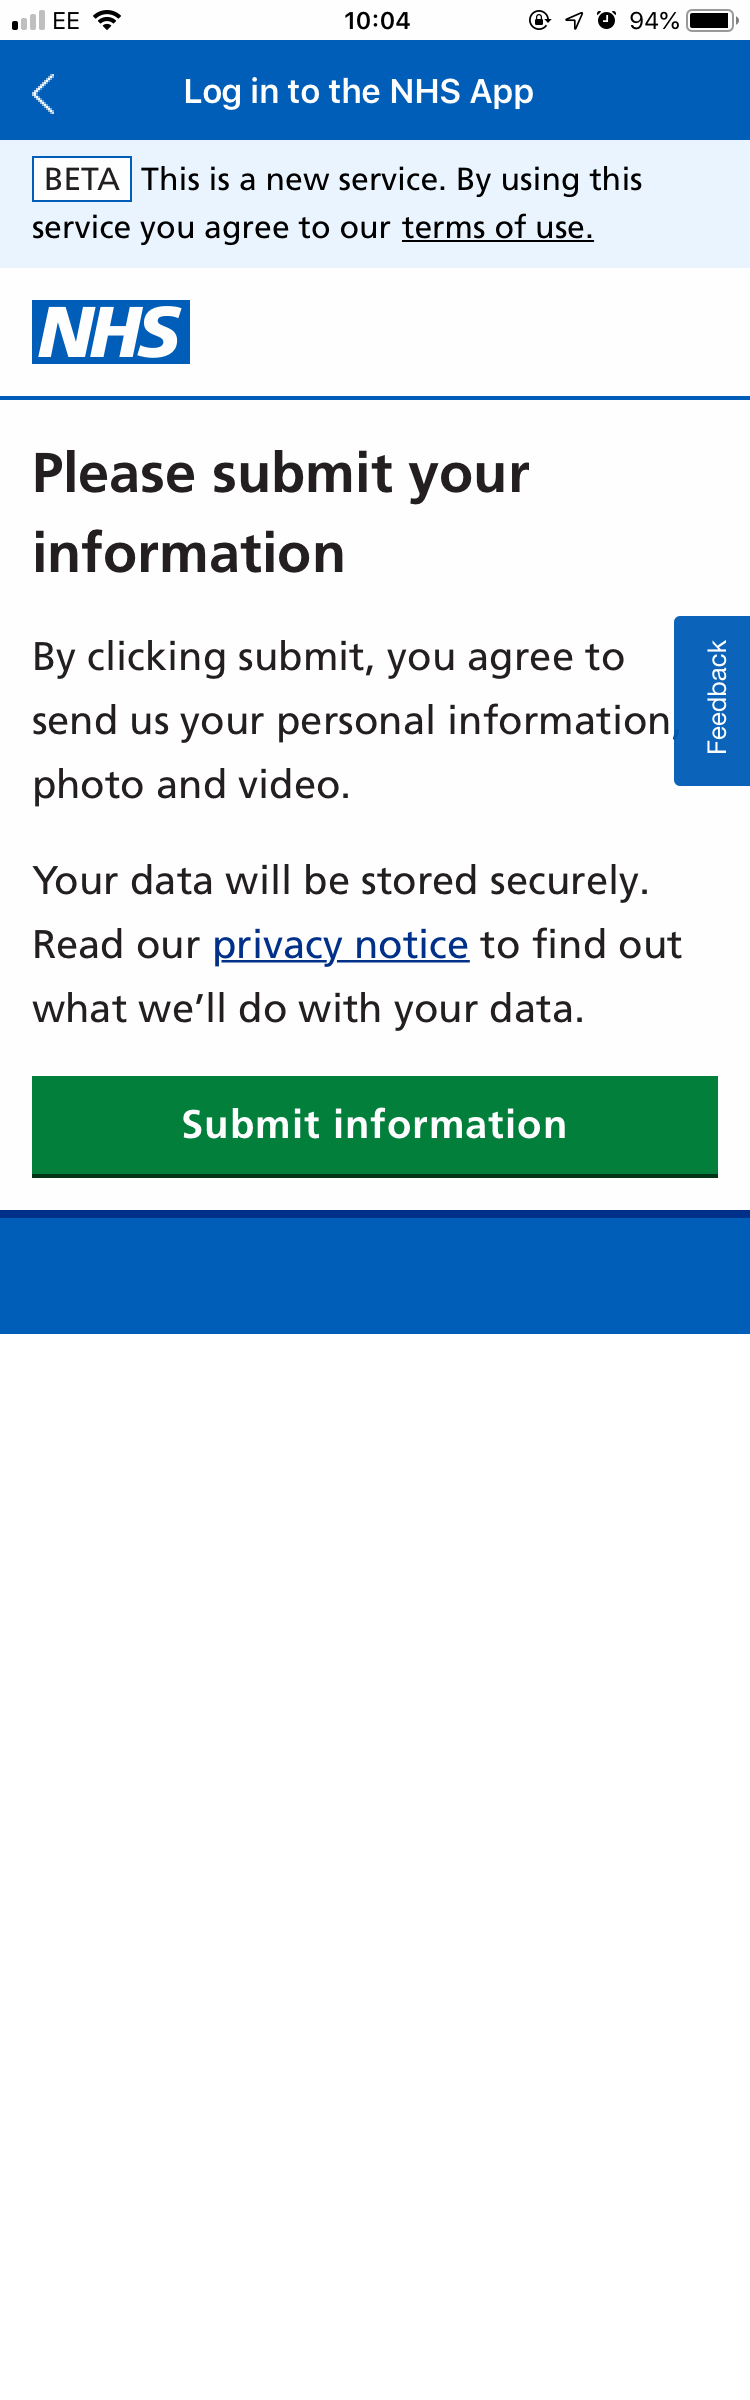 EE 10:04 94%
Log in to the NHS App
BETA This is a new service. By using this
service you agree to our terms of use.
NHS
Please submit your
information
By clicking submit, you agree to
send us your personal information,
photo and video.
Feedback
Your data will be stored securely.
Read our privacy notice to find out
what we’ll do with your data.
Submit information